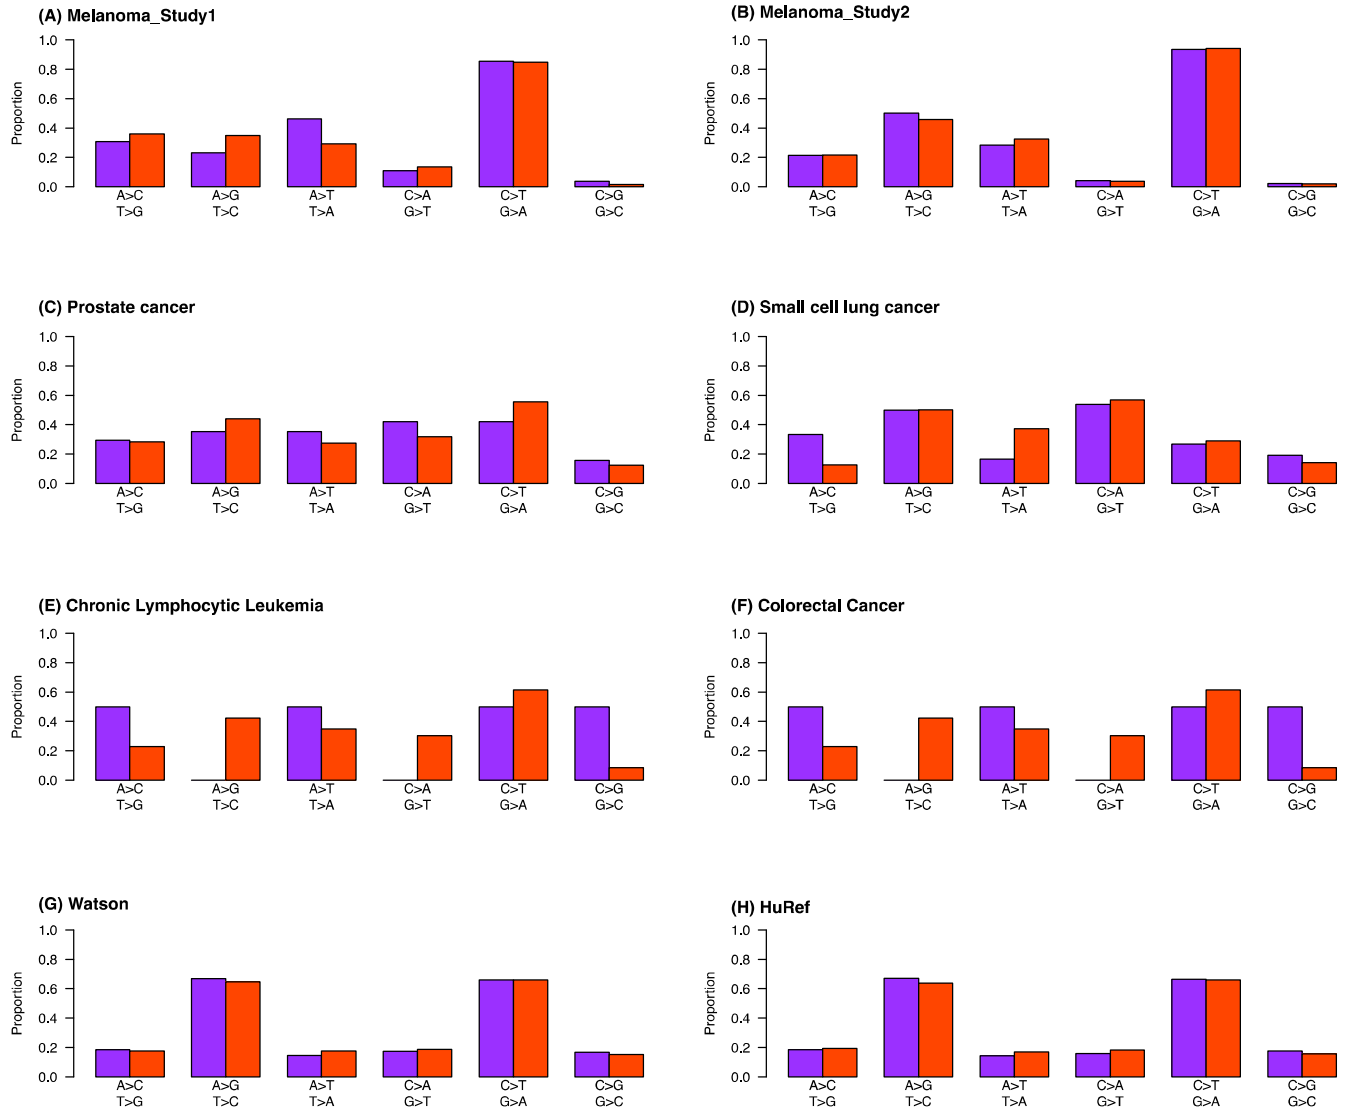 (A) Melanoma_Study1
Proportion
1.0
0.8
0.6
0.4
0.2
0.0
A>C A>G A>T C>A C>T C>G
T>G T>C T>A G>T G>A G>C
(B) Melanoma_Study2
Proportion
1.0
0.8
0.6
0.4
0.2
0.0
A>C A>G A>T C>A C>T C>G
T>G T>C T>A G>T G>A G>C
(C) Prostate cancer
Proportion
1.0
0.8
0.6
0.4
0.2
0.0
A>C A>G A>T C>A C>T C>G
T>G T>C T>A G>T G>A G>C
(D) Small cell lung cancer
Proportion
1.0
0.8
0.6
0.4
0.2
0.0
A>C A>G A>T C>A C>T C>G
T>G T>C T>A G>T G>A G>C
(E) Chronic Lymphocytic Leukemia
Proportion
1.0
0.8
0.6
0.4
0.2
0.0
A>C A>G A>T C>A C>T C>G
T>G T>C T>A G>T G>A G>C
(F) Colorectal Cancer
Proportion
1.0
0.8
0.6
0.4
0.2
0.0
A>C A>G A>T C>A C>T C>G
T>G T>C T>A G>T G>A G>C
(G) Watson
Proportion
1.0
0.8
0.6
0.4
0.2
0.0
A>C A>G A>T C>A C>T C>G
T>G T>C T>A G>T G>A G>C
(H) HuRef
Proportion
1.0
0.8
0.6
0.4
0.2
0.0
A>C A>G A>T C>A C>T C>G
T>G T>C T>A G>T G>A G>C